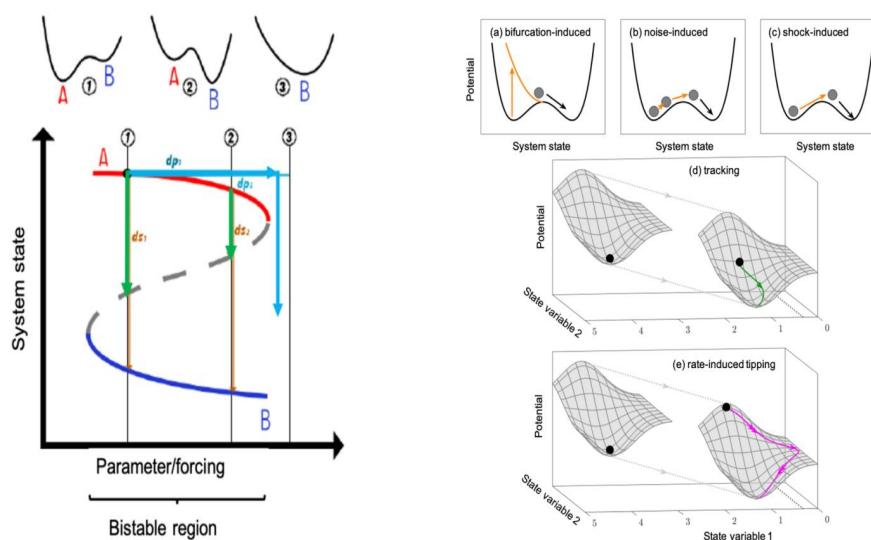 A
①
B
A
②
B
③
B
①
②
③
A
dp₁
dp₂
ds₁
ds₂
System state
B
Parameter/forcing
Bistable region
(a) bifurcation-induced
(b) noise-induced
(c) shock-induced
Potential
System state
System state
System state
(d) tracking
Potential
State variable 2
5
4
3
2
1
0
(e) rate-induced tipping
Potential
State variable 2
5
4
3
2
1
0
State variable 1